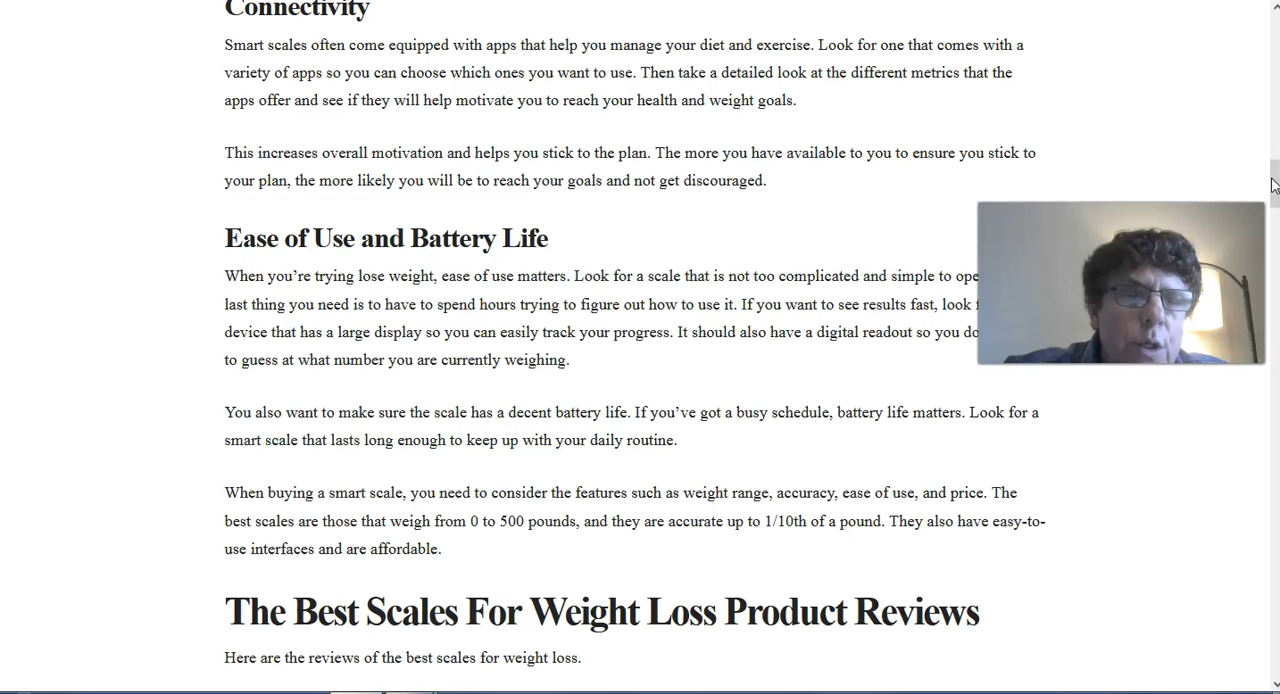 Connectivity
Smart scales often come equipped with apps that help you manage your diet and exercise. Look for one that comes with a
variety of apps so you can choose which ones you want to use. Then take a detailed look at the different metrics that the
apps offer and see if they will help motivate you to reach your health and weight goals.
This increases overall motivation and helps you stick to the plan. The more you have available to you to ensure you stick to
your plan, the more likely you will be to reach your goals and not get discouraged.
Ease of Use and Battery Life
When you’re trying lose weight, ease of use matters. Look for a scale that is not too complicated and simple to
last thing you need is to have to spend hours trying to figure out how to use it. If you want to see results fast, look
device that has a large display so you can easily track your progress. It should also have a digital readout so you
to guess at what number you are currently weighing.
You also want to make sure the scale has a decent battery life. If you’ve got a busy schedule, battery life matters. Look for a
smart scale that lasts long enough to keep up with your daily routine.
When buying a smart scale, you need to consider the features such as weight range, accuracy, ease of use, and price. The
best scales are those that weigh from 0 to 500 pounds, and they are accurate up to 1/10th of a pound. They also have easy-to-
use interfaces and are affordable.
The Best Scales For Weight Loss Product Reviews
Here are the reviews of the best scales for weight loss.